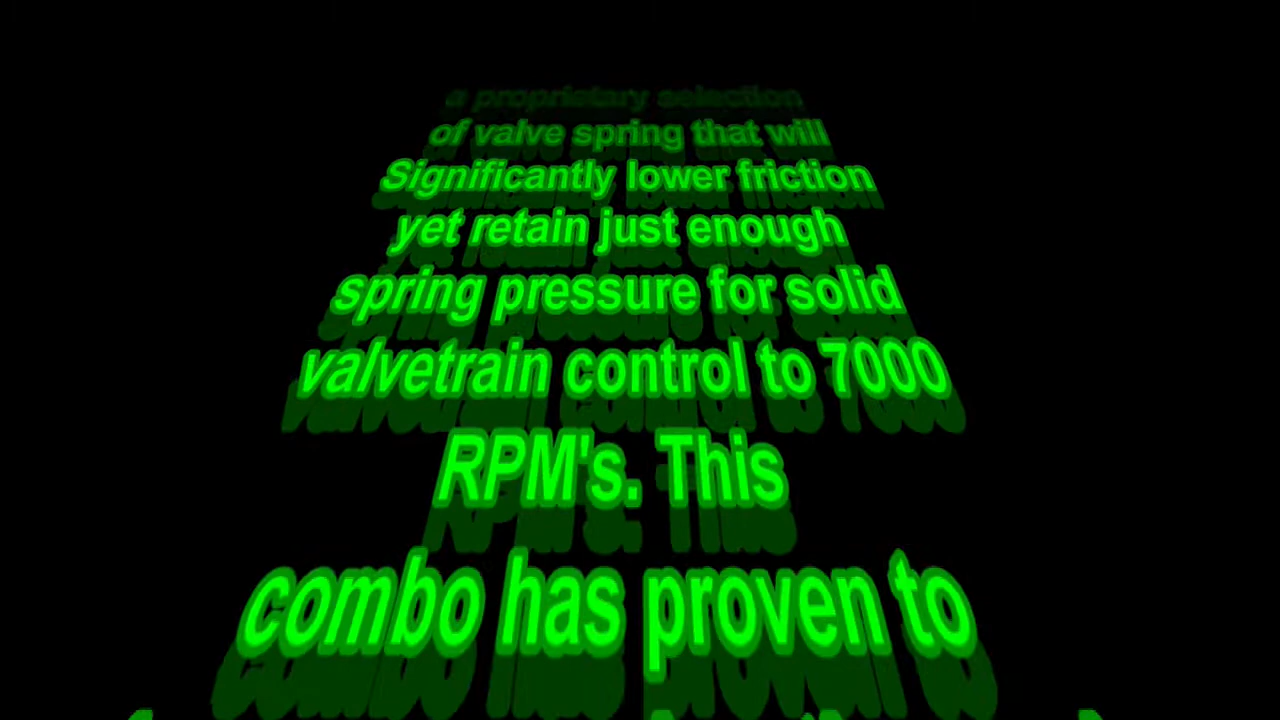 a proprietary selection
of valve spring that will
Significantly lower friction
yet retain just enough
spring pressure for solid
valvetrain control to 7000
RPM's. This
combo has proven to